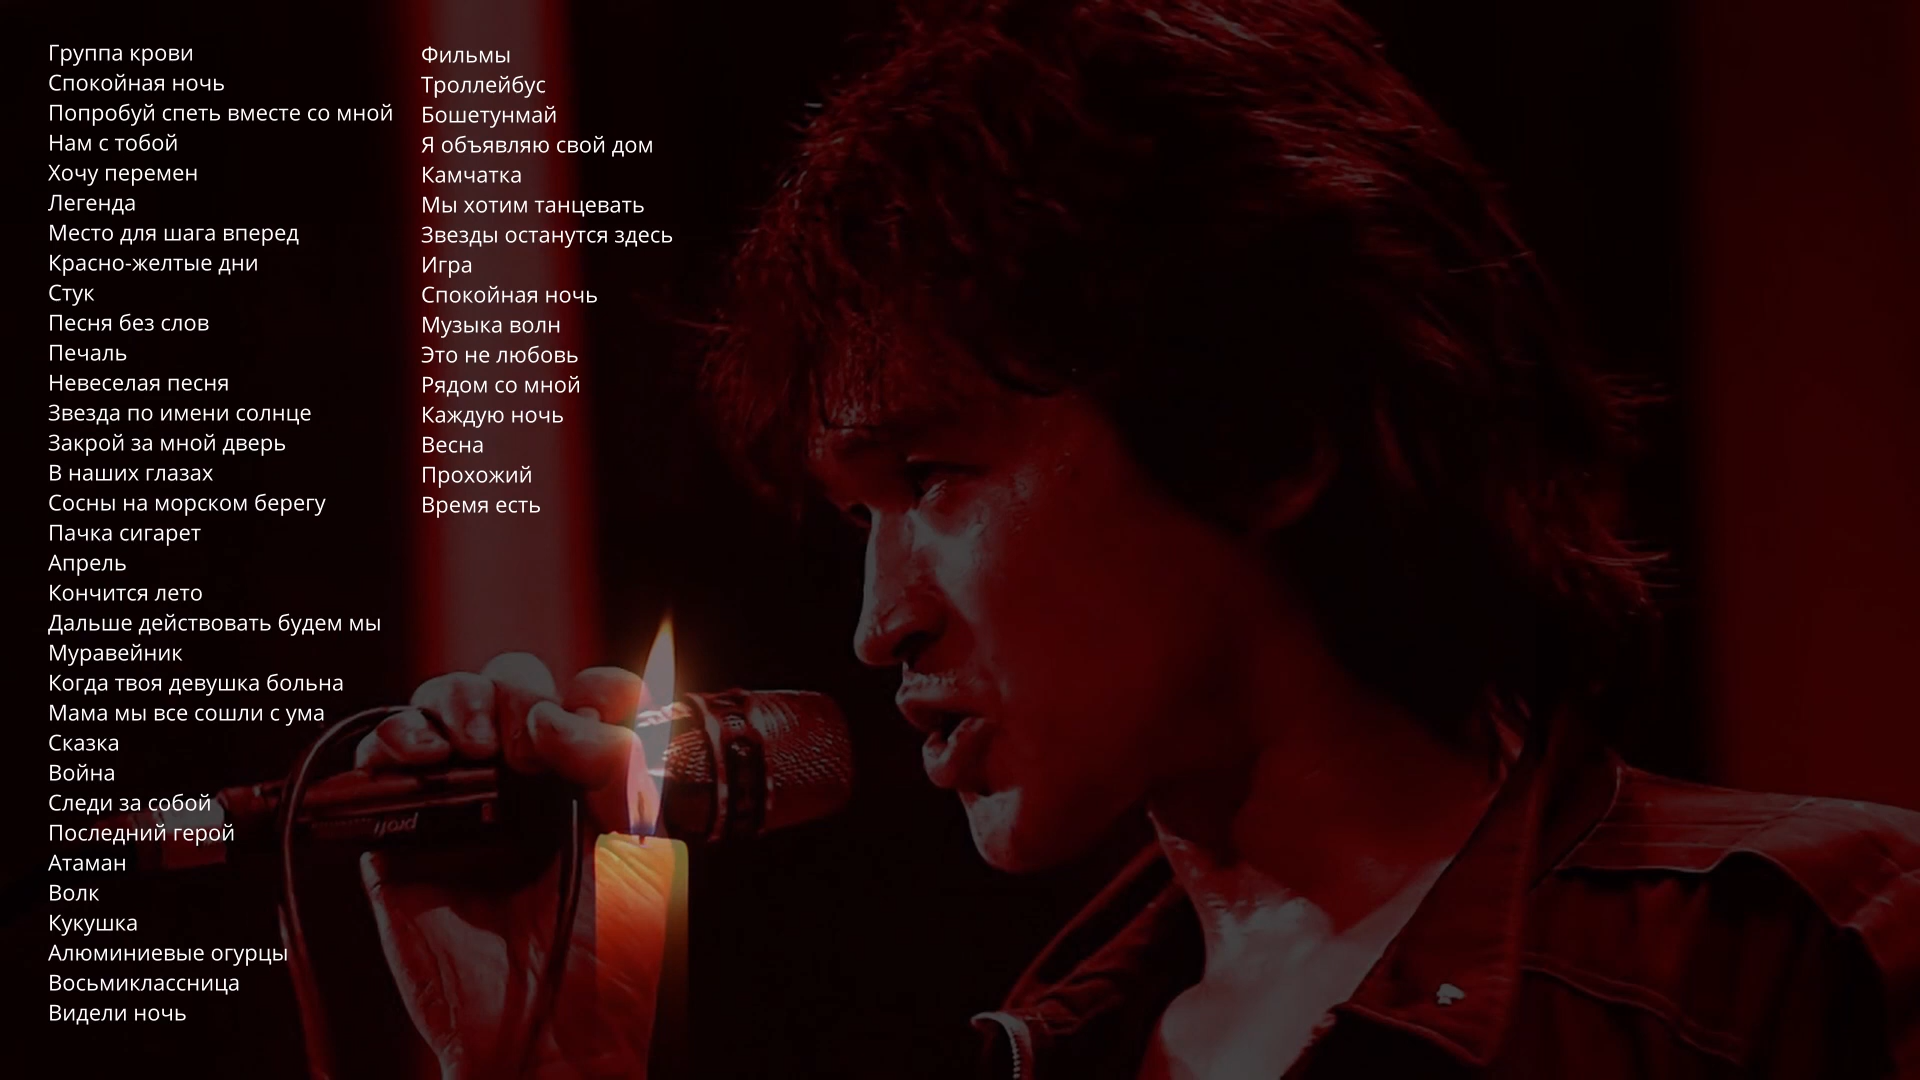 Группа крови
Спокойная ночь
Попробуй спеть вместе со мной
Нам с тобой
Хочу перемен
Легенда
Место для шага вперед
Красно-желтые дни
Стук
Песня без слов
Печаль
Невеселая песня
Звезда по имени солнце
Закрой за мной дверь
В наших глазах
Сосны на морском берегу
Пачка сигарет
Апрель
Кончится лето
Дальше действовать будем мы
Муравейник
Когда твоя девушка больна
Мама мы все сошли с ума
Сказка
Война
Следи за собой
Последний герой
Атаман
Волк
Кукушка
Алюминиевые огурцы
Восьмиклассница
Видели ночь
Фильмы
Троллейбус
Бошетунмай
Я объявляю свой дом
Камчатка
Мы хотим танцевать
Звезды останутся здесь
Игра
Спокойная ночь
Музыка волн
Это не любовь
Рядом со мной
Каждую ночь
Весна
Прохожий
Время есть